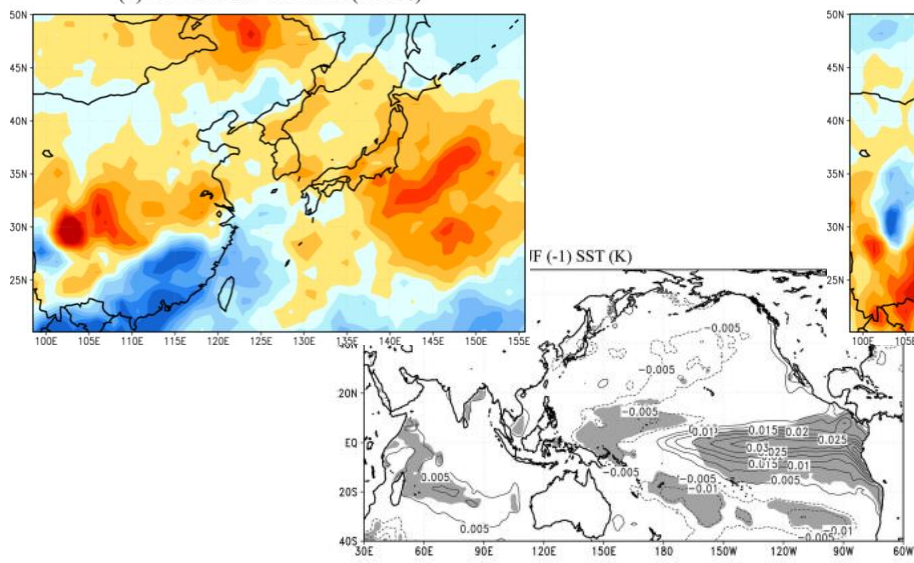 50N
45N
40N
35N
30N
25N
100E 105E 110E 115E 120E 125E 130E 135E 140E 145E 150E 155E
50N
45N
40N
35N
30N
25N
100E 105E
JF (-1) SST (K)
20N
EQ
20S
40S
30E 60E 90E 120E 150E 180 150W 120W 90W 60W
-0.005
-0.005
-0.005
0.015 0.02
0.01
0.025
0.03
0.025
0.015 0.01
0.005
-0.005
-0.005
-0.01
-0.01
-0.005
0.005
0.005